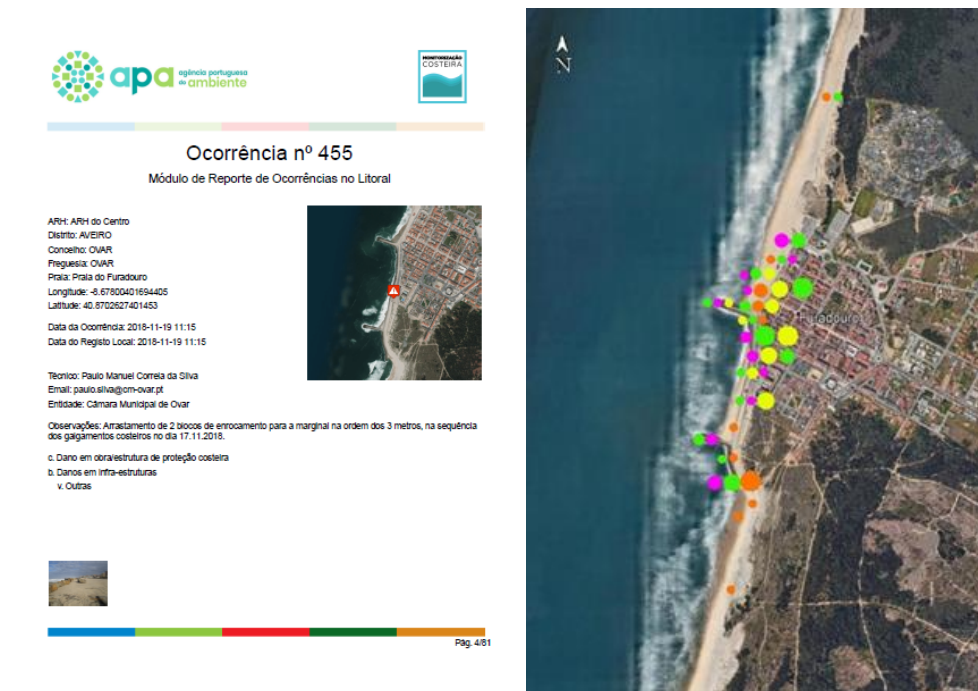 apa agência portuguesa
do ambiente
MONITORIZAÇÃO
COSTEIRA
Ocorrência nº 455
Módulo de Reporte de Ocorrências no Litoral
ARH: ARH do Centro
Distrito: AVEIRO
Concelho: OVAR
Freguesia: OVAR
Praia: Praia do Furadouro
Longitude: -8.67800401694405
Latitude: 40.8702627401453
Data da Ocorrência: 2018-11-19 11:15
Data do Registo Local: 2018-11-19 11:15
Técnico: Paulo Manuel Correia da Silva
Email: paulo.silva@cm-ovar.pt
Entidade: Câmara Municipal de Ovar
Observações: Arrastamento de 2 blocos de enrocamento para a marginal na ordem dos 3 metros, na sequência
dos galgamentos costeiros no dia 17.11.2018.
c. Dano em obra/estrutura de proteção costeira
b. Danos em infra-estruturas
v. Outras
Pág. 4/81
N
Furadouro